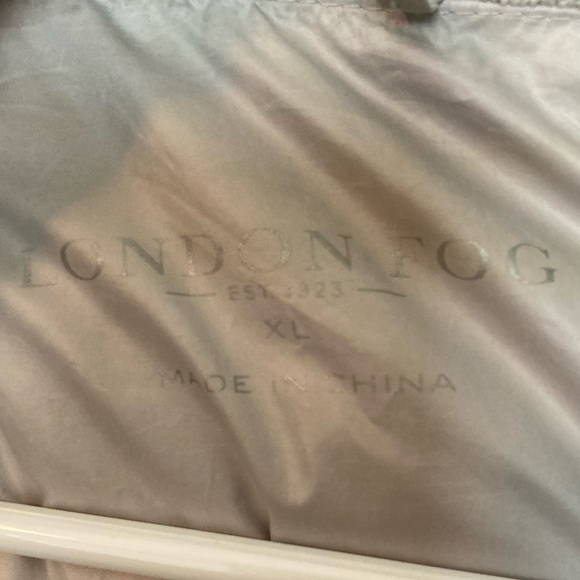 LONDON FOG
EST. 1923
XL
MADE IN CHINA